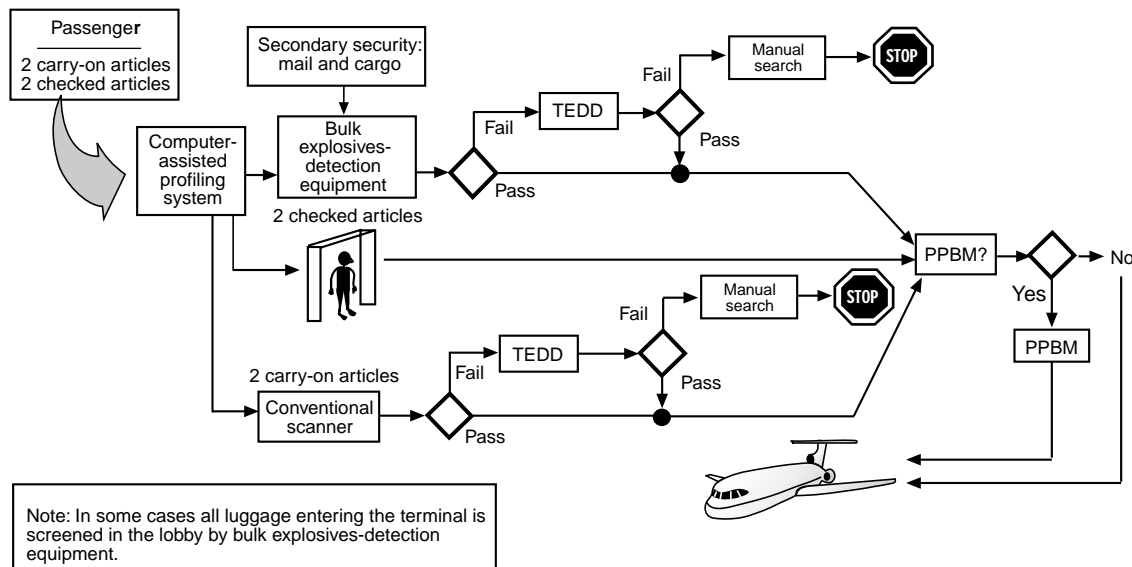 Passenger
2 carry-on articles
2 checked articles
Secondary security:
mail and cargo
Computer-
assisted
profiling
system
Bulk
explosives-
detection
equipment
2 checked articles
Fail
Pass
TEDD
Fail
Pass
Manual
search
STOP
2 carry-on articles
Conventional
scanner
Fail
Pass
TEDD
Fail
Pass
Manual
search
STOP
PPBM?
No
Yes
PPBM
Note: In some cases all luggage entering the terminal is
screened in the lobby by bulk explosives-detection
equipment.